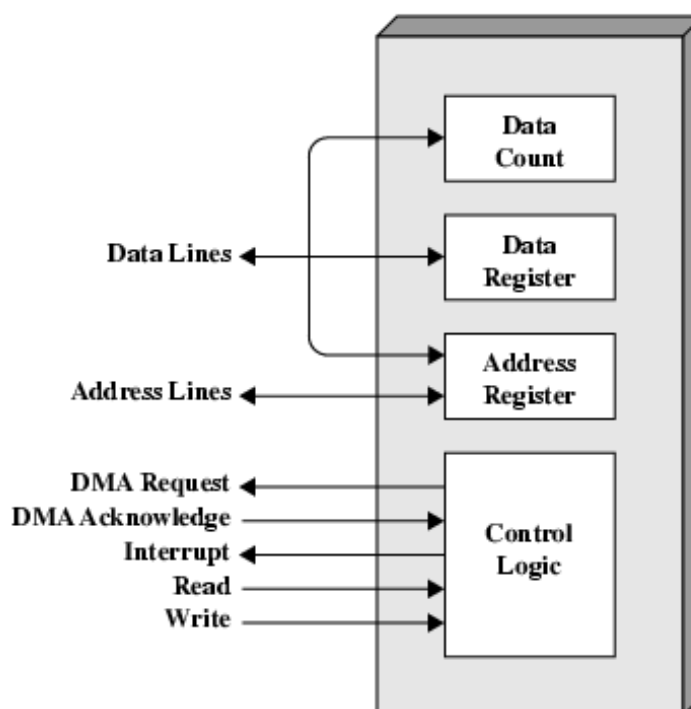 Data
Count
Data Lines
Data
Register
Address
Register
Address Lines
DMA Request
DMA Acknowledge
Interrupt
Read
Write
Control
Logic